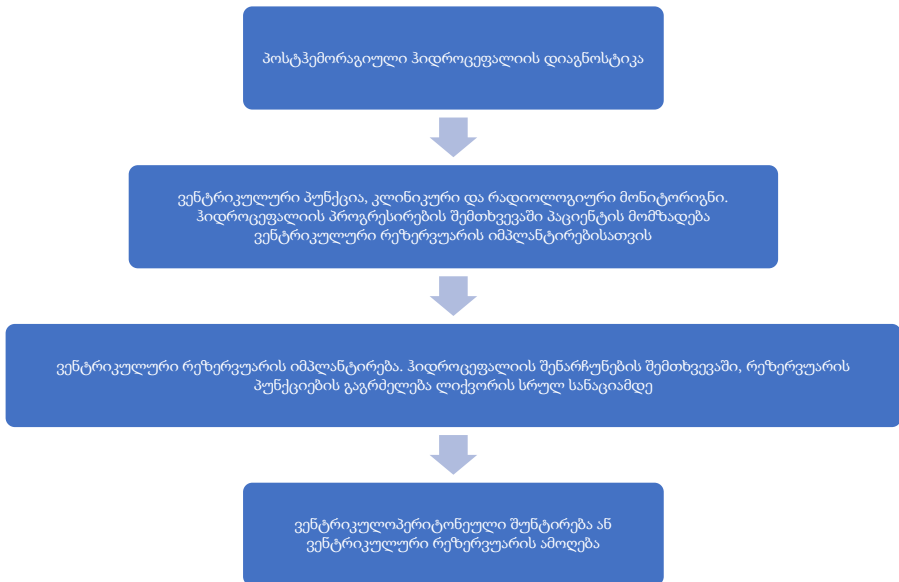 პოსტჰემორაგიული ჰიდროცეფალიის დიაგნოსტიკა
ვენტრიკულური პუნქცია, კლინიკური და რადიოლოგიური მონიტორიგნი.
ჰიდროცეფალიის პროგრესირების შემთხვევაში პაციენტის მომზადება
ვენტრიკულური რეზერვუარის იმპლანტირებისათვის
ვენტრიკულური რეზერვუარის იმპლანტირება. ჰიდროცეფალიის შენარჩუნების შემთხვევაში, რეზერვუარის
პუნქციების გაგრძელება ლიქვორის სრულ სანაციამდე
ვენტრიკულოპერიტონეული შუნტირება ან
ვენტრიკულური რეზერვუარის ამოღება